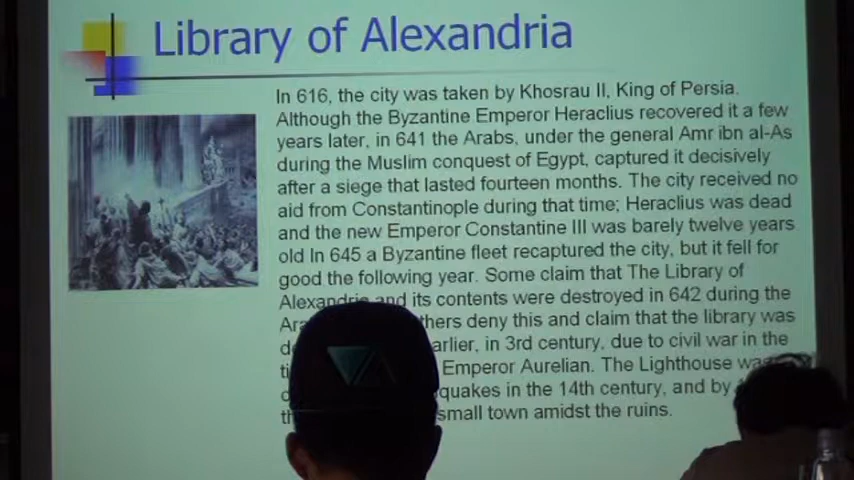 Library of Alexandria
In 616, the city was taken by Khosrau II, King of Persia.
Although the Byzantine Emperor Heraclius recovered it a few
years later, in 641 the Arabs, under the general Amr ibn al-As
during the Muslim conquest of Egypt, captured it decisively
after a siege that lasted fourteen months. The city received no
aid from Constantinople during that time; Heraclius was dead
and the new Emperor Constantine III was barely twelve years
old In 645 a Byzantine fleet recaptured the city, but it fell for
good the following year. Some claim that The Library of
Alexandria and its contents were destroyed in 642 during the
this and claim that the library was
in 3rd century, due to civil war in the
Emperor Aurelian. The Lighthouse
in the 14th century, and by
small town amidst the ruins.